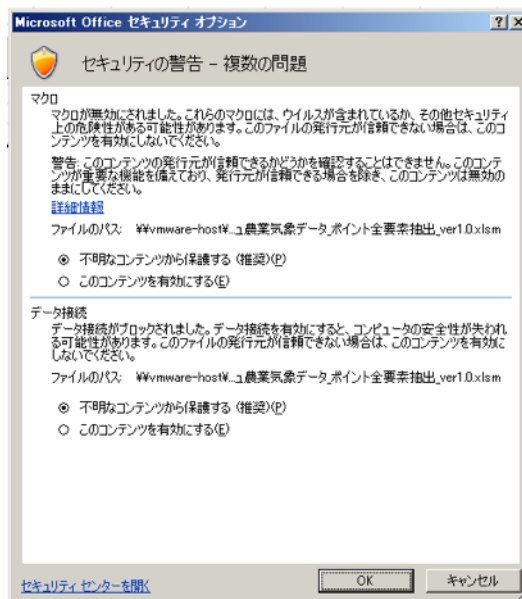 Microsoft Office セキュリティ オプション
セキュリティの警告 - 複数の問題
マクロ
マクロが無効にされました。これらのマクロには、ウイルスが含まれているか、その他セキュリティ
上の危険性がある可能性があります。このファイルの発行元が信頼できない場合は、このコ
ンテンツを有効にしないでください。
警告: このコンテンツの発行元が信頼できるかどうかを確認することはできません。このコンテ
ンツが重要な機能を備えており、発行元が信頼できる場合を除き、このコンテンツは無効の
ままにしてください。
詳細情報
ファイルのパス: ¥¥vmware-host¥...ュ農業気象データ_ポイント全要素抽出_ver1.0.xlsm
不明なコンテンツから保護する (推奨)(P)
このコンテンツを有効にする(E)
データ接続
データ接続がブロックされました。データ接続を有効にすると、コンピュータの安全性が失われ
る可能性があります。このファイルの発行元が信頼できない場合は、このコンテンツを有効に
しないでください。
ファイルのパス: ¥¥vmware-host¥...ュ農業気象データ_ポイント全要素抽出_ver1.0.xlsm
不明なコンテンツから保護する (推奨)(P)
このコンテンツを有効にする(E)
セキュリティ センターを開く
OK
キャンセル